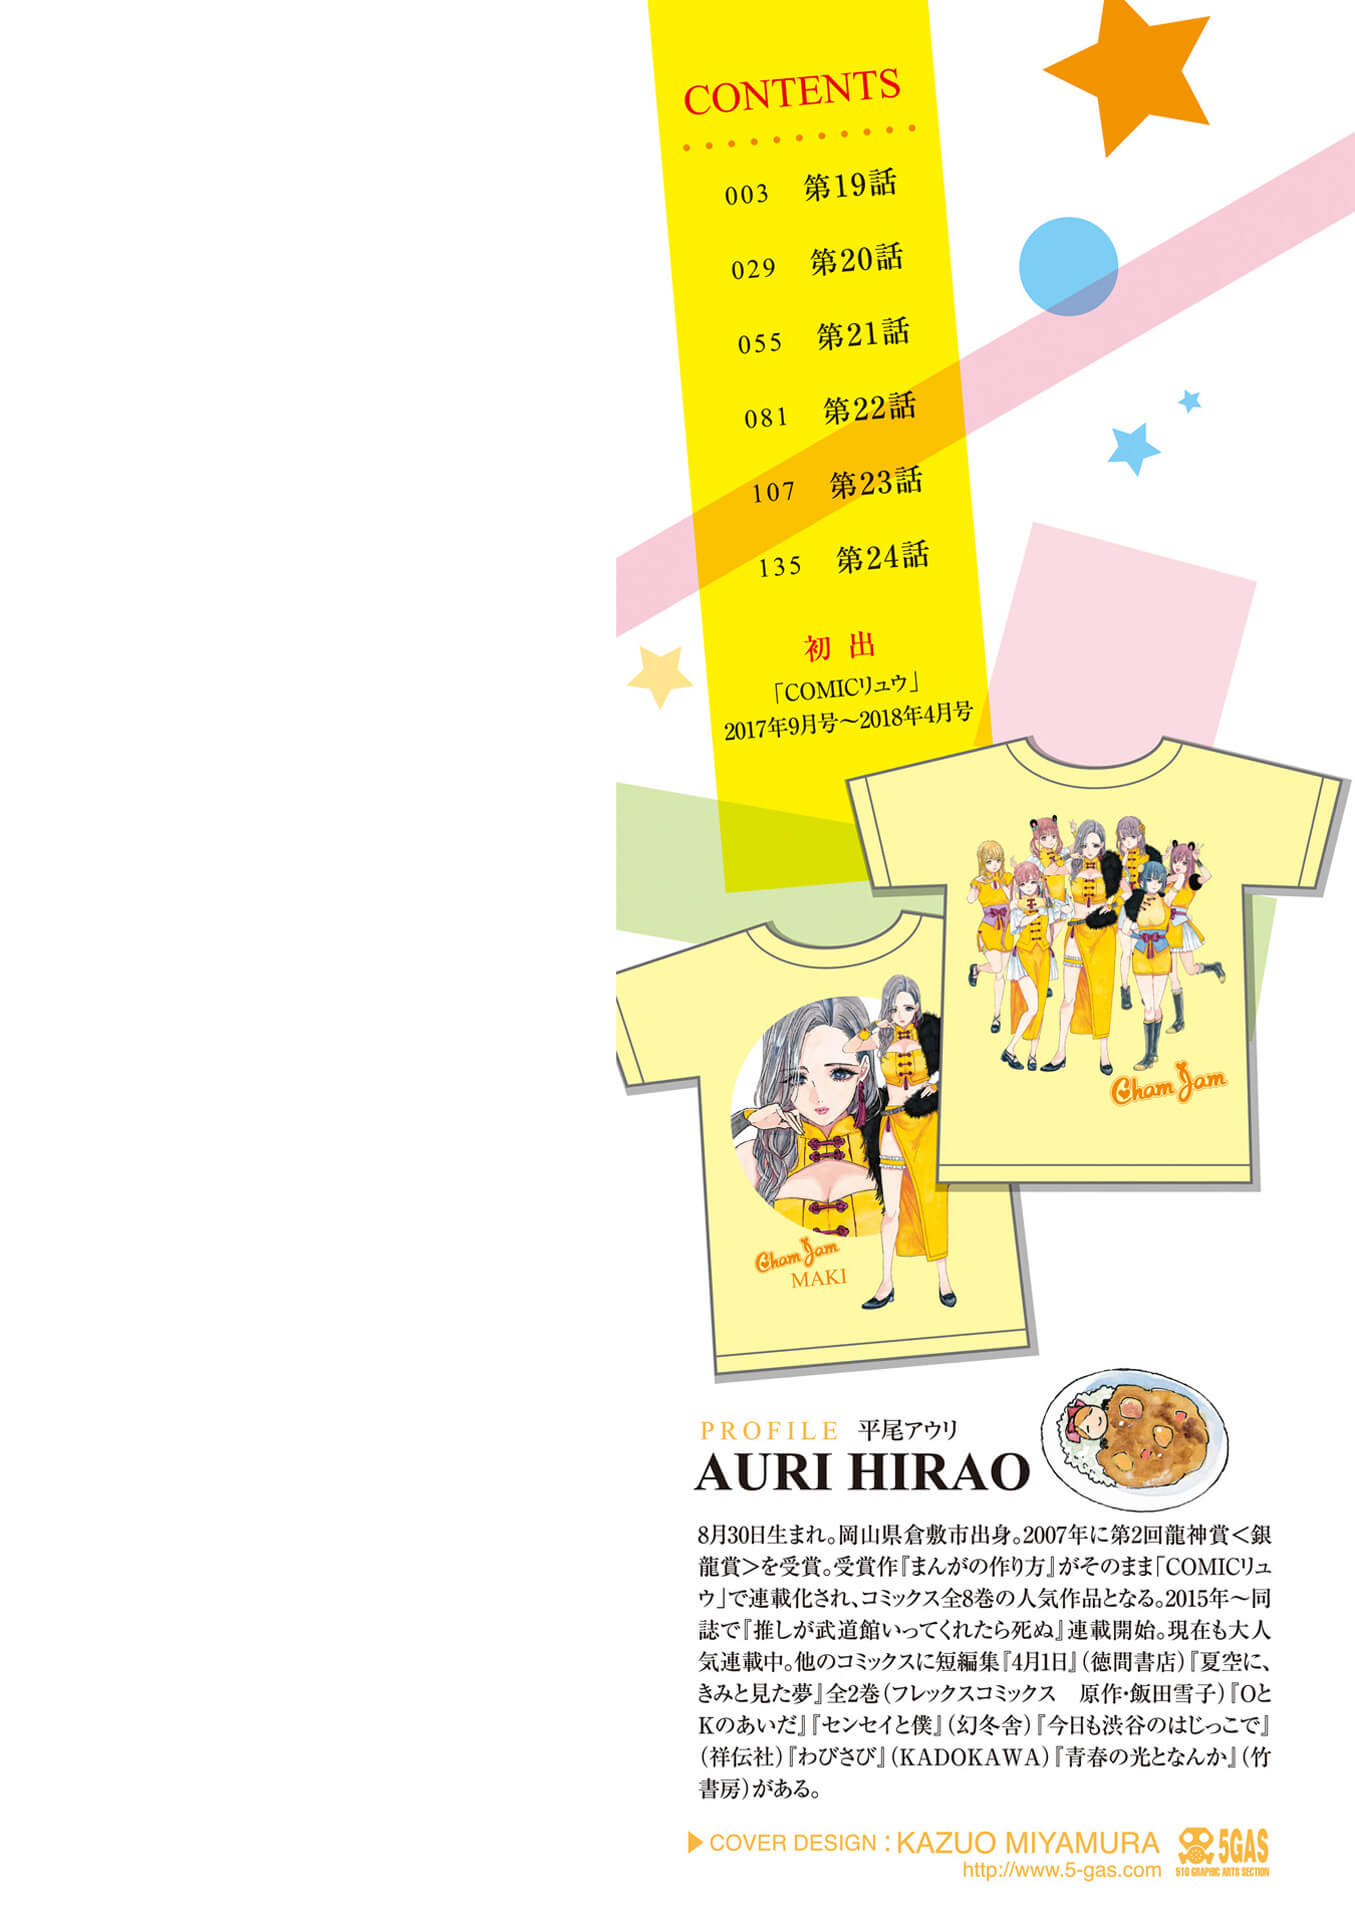 CONTENTS
003 第19話
029 第20話
055 第21話
081 第22話
107 第23話
135 第24話
初出
「COMICリュウ」
2017年9月号〜2018年4月号
Cham Jam
Cham Jam
MAKI
PROFILE 平尾アウリ
AURI HIRAO
8月30日生まれ。岡山県倉敷市出身。2007年に第2回龍神賞＜銀
龍賞＞を受賞。受賞作『まんがの作り方』がそのまま「COMICリュ
ウ」で連載化され、コミックス全8巻の人気作品となる。2015年〜同
誌で『推しが武道館いってくれたら死ぬ』連載開始。現在も大人
気連載中。他のコミックスに短編集『4月1日』（徳間書店）『夏空に、
きみと見た夢』全2巻（フレックスコミックス　原作・飯田雪子）『Oと
Kのあいだ』『センセイと僕』（幻冬舎）『今日も渋谷のはじっこで』
（祥伝社）『わびさび』（KADOKAWA）『青春の光となんか』（竹
書房）がある。
COVER DESIGN：KAZUO MIYAMURA
http://www.5-gas.com
5GAS
510 GRAPHIC ARTS SECTION